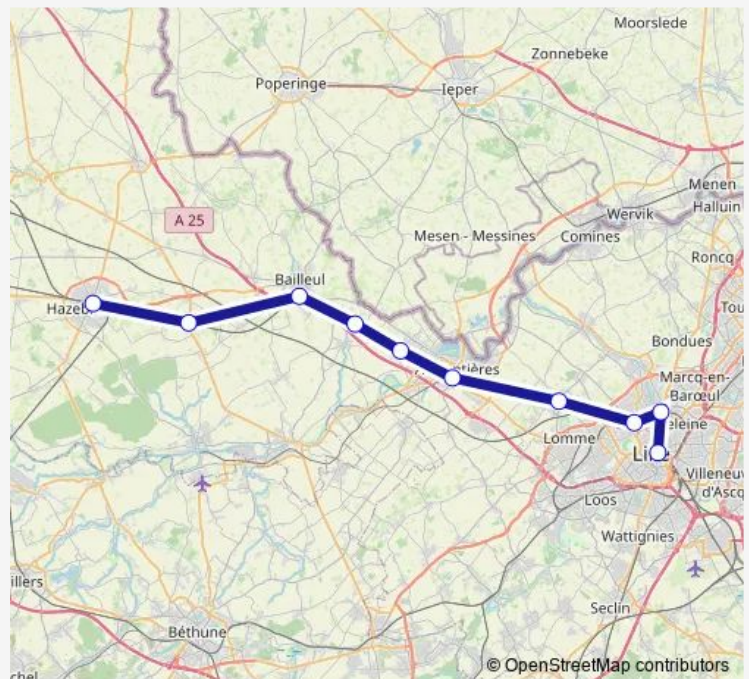 Moorslede
Zonnebeke
Poperinge
Ieper
Menen
Halluin
Wervik
A 25
Mesen - Messines
Comines
Roncq
Bailleul
Bondues
Marcq-en-
Barœul
Lomme
Villeneuv
d'Ascq
Loos
Wattignies
Seclin
Béthune
© OpenStreetMap contributors